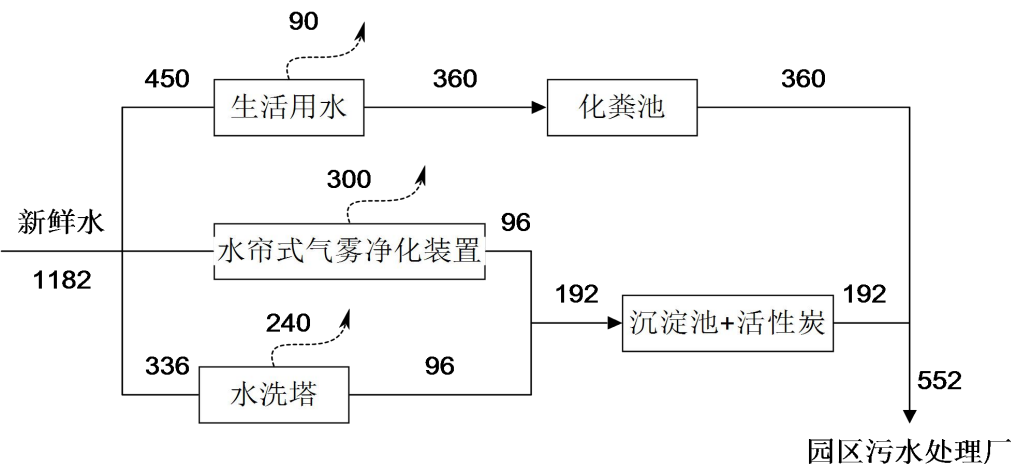 90
450
生活用水
360
化粪池
360
300
新鲜水
1182
水帘式气雾净化装置
96
240
336
水洗塔
96
192
沉淀池+活性炭
192
552
园区污水处理厂